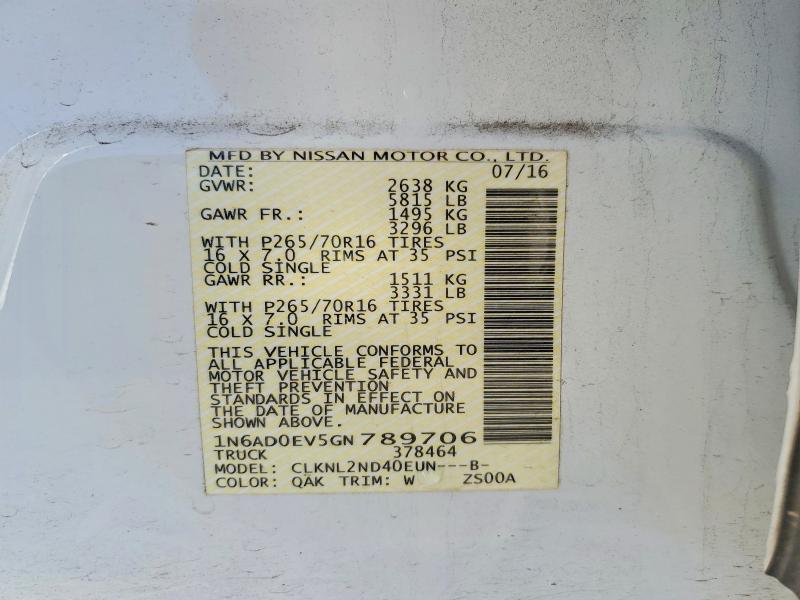 MFD BY NISSAN MOTOR CO., LTD.
DATE: 07/16
GVWR: 2638 KG
5815 LB
GAWR FR.: 1495 KG
3296 LB
WITH P265/70R16 TIRES
16 X 7.0 RIMS AT 35 PSI
COLD SINGLE
GAWR RR.: 1511 KG
3331 LB
WITH P265/70R16 TIRES
16 X 7.0 RIMS AT 35 PSI
COLD SINGLE
THIS VEHICLE CONFORMS TO
ALL APPLICABLE FEDERAL
MOTOR VEHICLE SAFETY AND
THEFT PREVENTION
STANDARDS IN EFFECT ON
THE DATE OF MANUFACTURE
SHOWN ABOVE.
1N6AD0EV5GN 789706
TRUCK 378464
MODEL: CLKNL2ND40EUN---B-
COLOR: QAK TRIM: W ZS00A